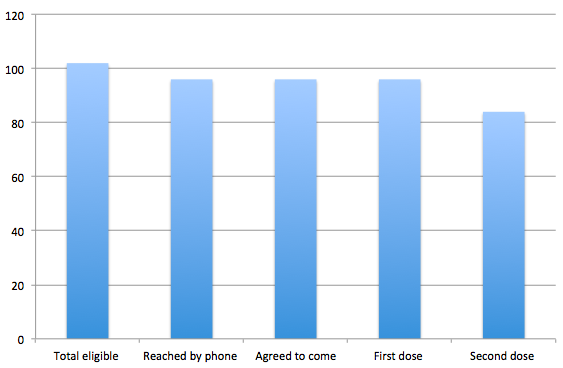 120
100
80
60
40
20
0
Total eligible
Reached by phone
Agreed to come
First dose
Second dose